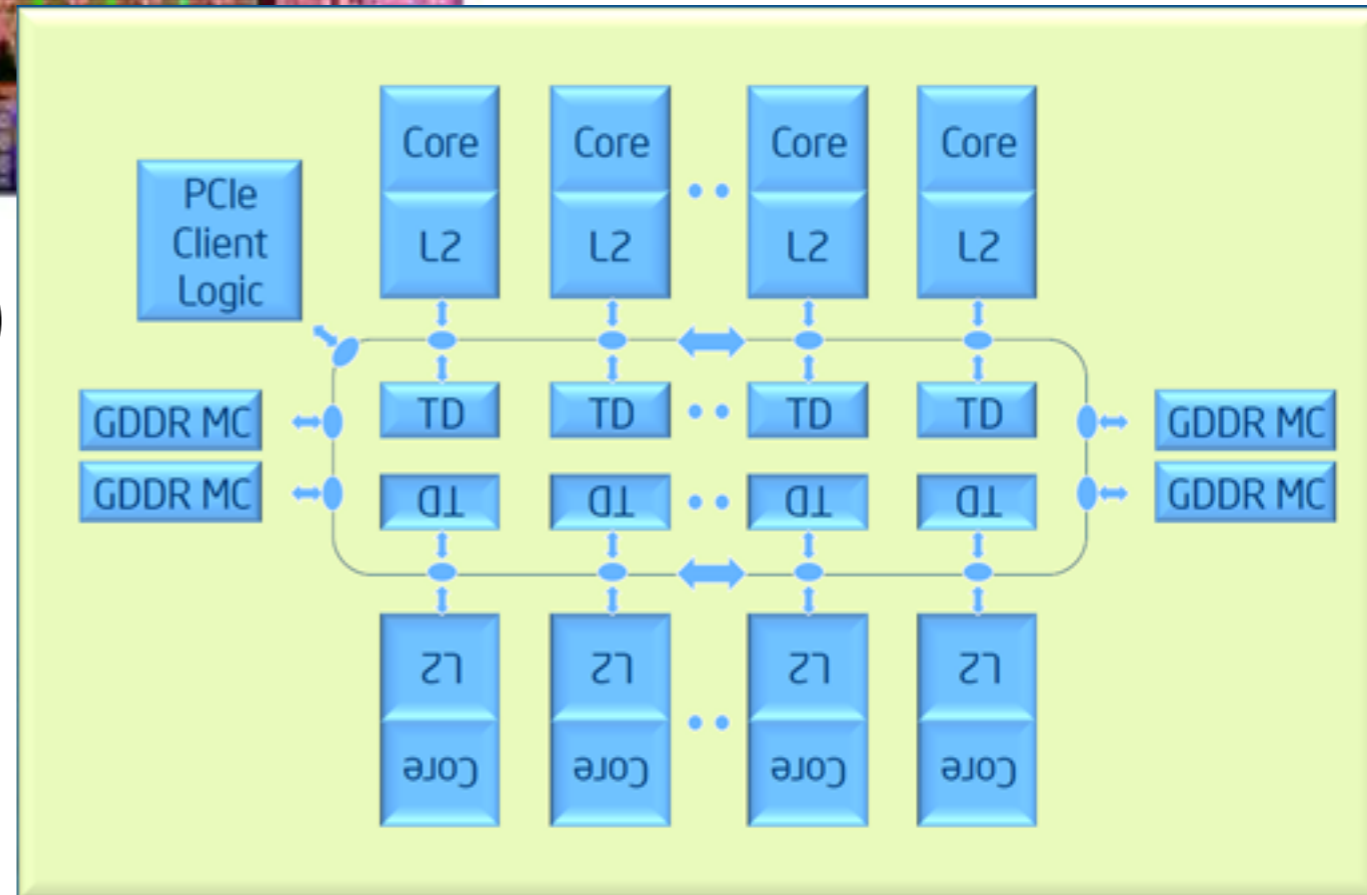 Core Core Core Core
PCIe
Client
Logic
L2 L2 L2 L2
GDDR MC TD TD TD TD GDDR MC
GDDR MC TD TD TD TD GDDR MC
L2 L2 L2 L2
Core Core Core Core
)